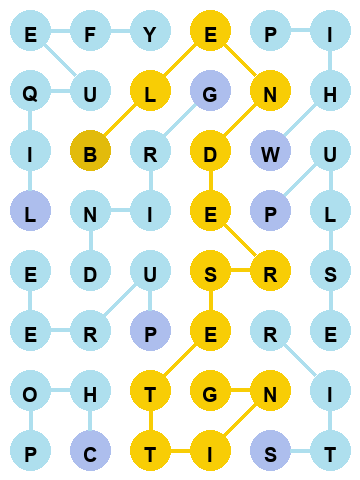 E F Y E P I
Q U L G N H
I B R D W U
L N I E P L
E D U S R S
E R P E R E
O H T G N I
P C T I S T